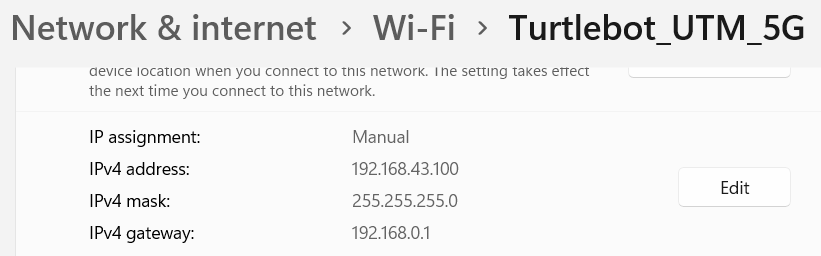 Network & internet > Wi-Fi > Turtlebot_UTM_5G
device location when you connect to this network. The setting takes effect
the next time you connect to this network.
IP assignment: Manual
IPv4 address: 192.168.43.100
Edit
IPv4 mask: 255.255.255.0
IPv4 gateway: 192.168.0.1